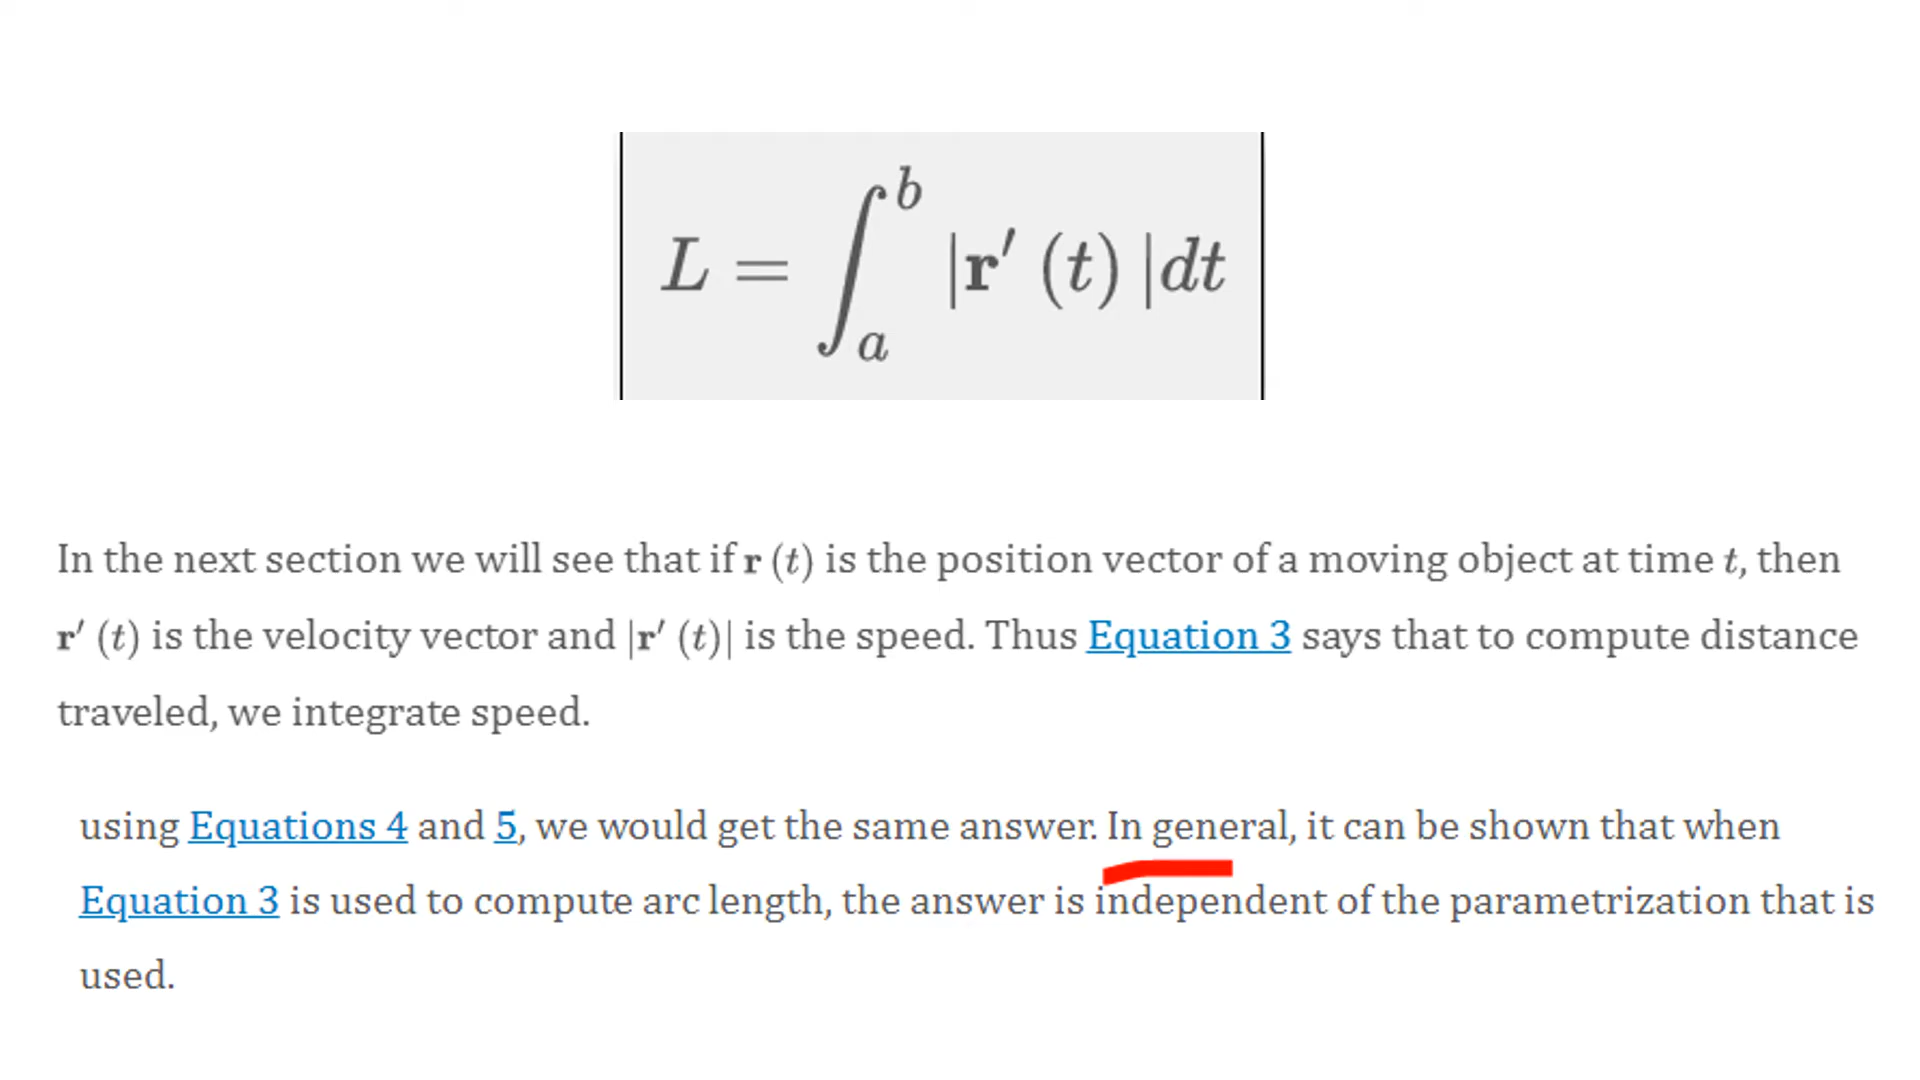 L = ∫_a^b |r′ (t) |dt
In the next section we will see that if r (t) is the position vector of a moving object at time t, then
r′ (t) is the velocity vector and |r′ (t)| is the speed. Thus Equation 3 says that to compute distance
traveled, we integrate speed.
using Equations 4 and 5, we would get the same answer. In general, it can be shown that when
Equation 3 is used to compute arc length, the answer is independent of the parametrization that is
used.